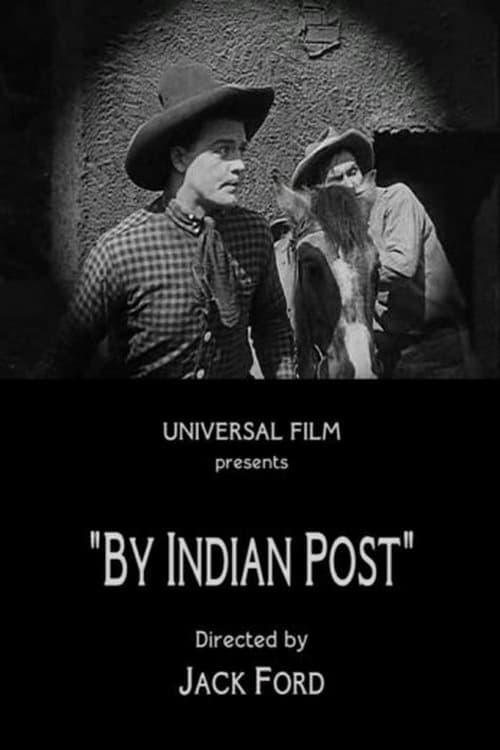 UNIVERSAL FILM
presents
"BY INDIAN POST"
Directed by
JACK FORD